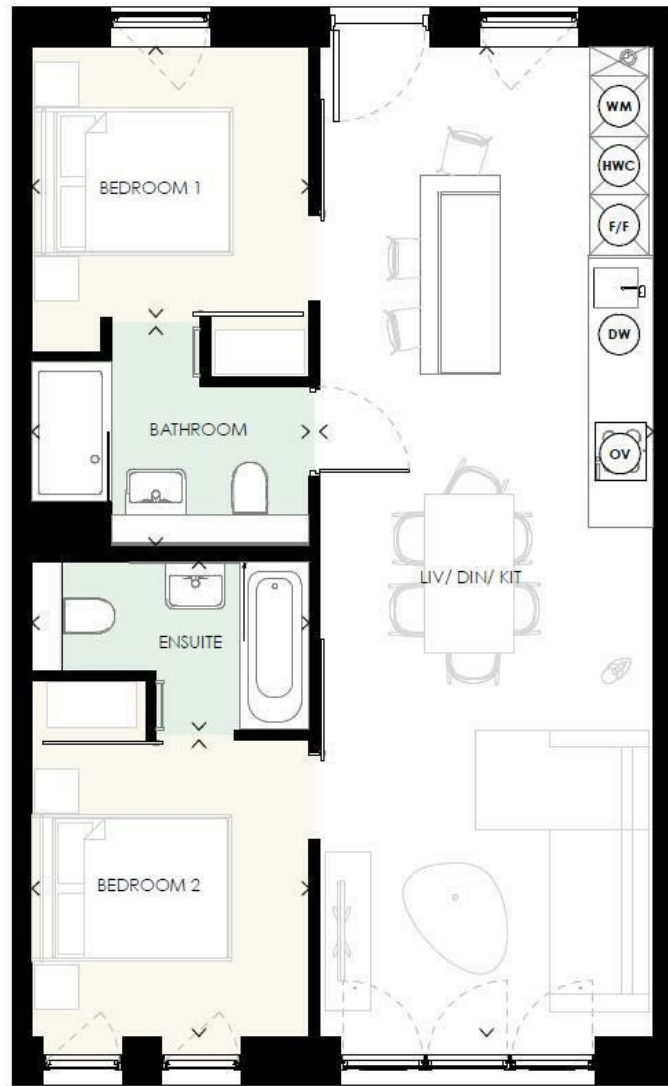 WM
HWC
BEDROOM 1
F/F
DW
BATHROOM
OV
LIV/ DIN/ KIT
ENSUITE
BEDROOM 2